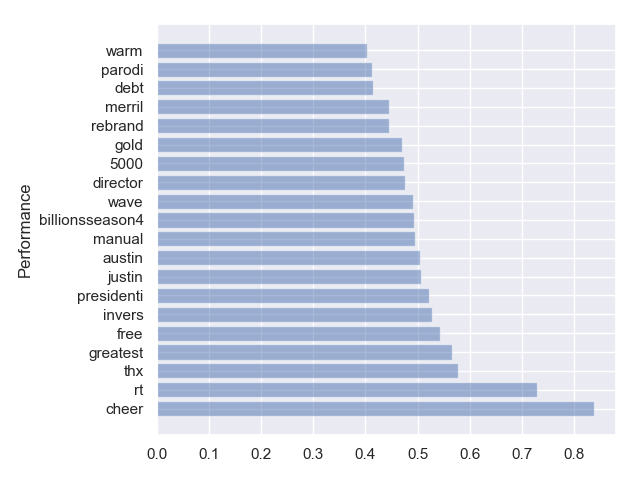 warm
parodi
debt
merril
rebrand
gold
5000
director
wave
billionsseason4
manual
austin
justin
presidenti
invers
free
greatest
thx
rt
cheer
Performance
0.0 0.1 0.2 0.3 0.4 0.5 0.6 0.7 0.8